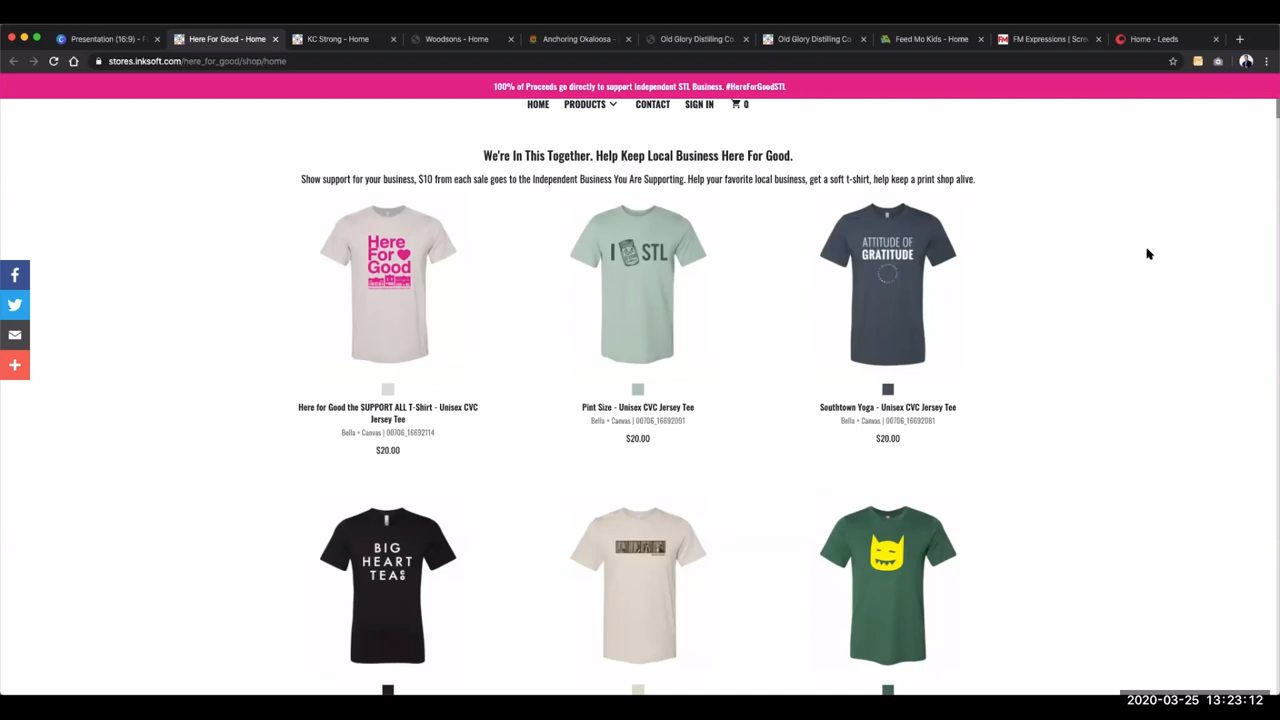 Presentation (16:9) - F
Here For Good - Home
KC Strong - Home
Woodsons - Home
Anchoring Okaloosa -
Old Glory Distilling Co.
Old Glory Distilling Co.
Feed Mo Kids - Home
FM Expressions | Scre
Home - Leeds
stores.inksoft.com/here_for_good/shop/home
100% of Proceeds go directly to support Independent STL Business. #HereForGoodSTL
HOME PRODUCTS CONTACT SIGN IN 0
We're In This Together. Help Keep Local Business Here For Good.
Show support for your business, $10 from each sale goes to the Independent Business You Are Supporting. Help your favorite local business, get a soft t-shirt, help keep a print shop alive.
Here
For
Good
I STL
ATTITUDE OF
GRATITUDE
Here for Good the SUPPORT ALL T-Shirt - Unisex CVC
Jersey Tee
Bella + Canvas | 00706_16692114
$20.00
Pint Size - Unisex CVC Jersey Tee
Bella + Canvas | 00706_16692091
$20.00
Southtown Yoga - Unisex CVC Jersey Tee
Bella + Canvas | 00706_16692081
$20.00
BIG
HEART
TEA CO
2020-03-25 13:23:12